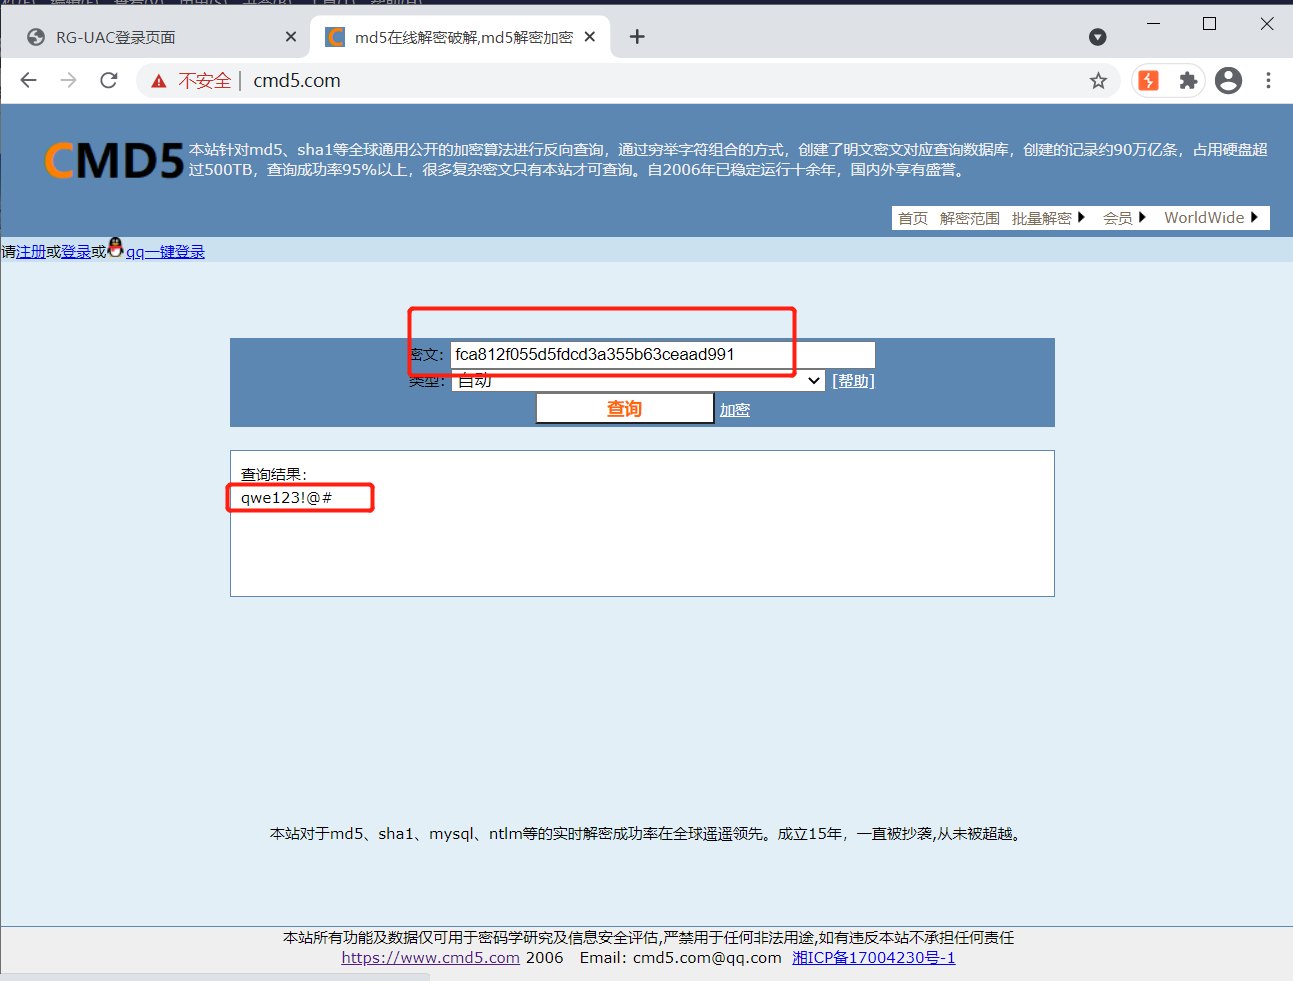 RG-UAC登录页面
md5在线解密破解,md5解密加密
不安全 | cmd5.com
CMD5
本站针对md5、sha1等全球通用公开的加密算法进行反向查询，通过穷举字符组合的方式，创建了明文密文对应查询数据库，创建的记录约90万亿条，占用硬盘超
过500TB，查询成功率95%以上，很多复杂密文只有本站才可查询。自2006年已稳定运行十余年，国内外享有盛誉。
首页 解密范围 批量解密 会员 WorldWide
请注册或登录或qq一键登录
密文: fca812f055d5fdcd3a355b63ceaad991
类型: 自动 [帮助]
查询 加密
查询结果:
qwe123!@#
本站对于md5、sha1、mysql、ntlm等的实时解密成功率在全球遥遥领先。成立15年，一直被抄袭,从未被超越。
本站所有功能及数据仅可用于密码学研究及信息安全评估,严禁用于任何非法用途,如有违反本站不承担任何责任
https://www.cmd5.com 2006 Email: cmd5.com@qq.com 湘ICP备17004230号-1